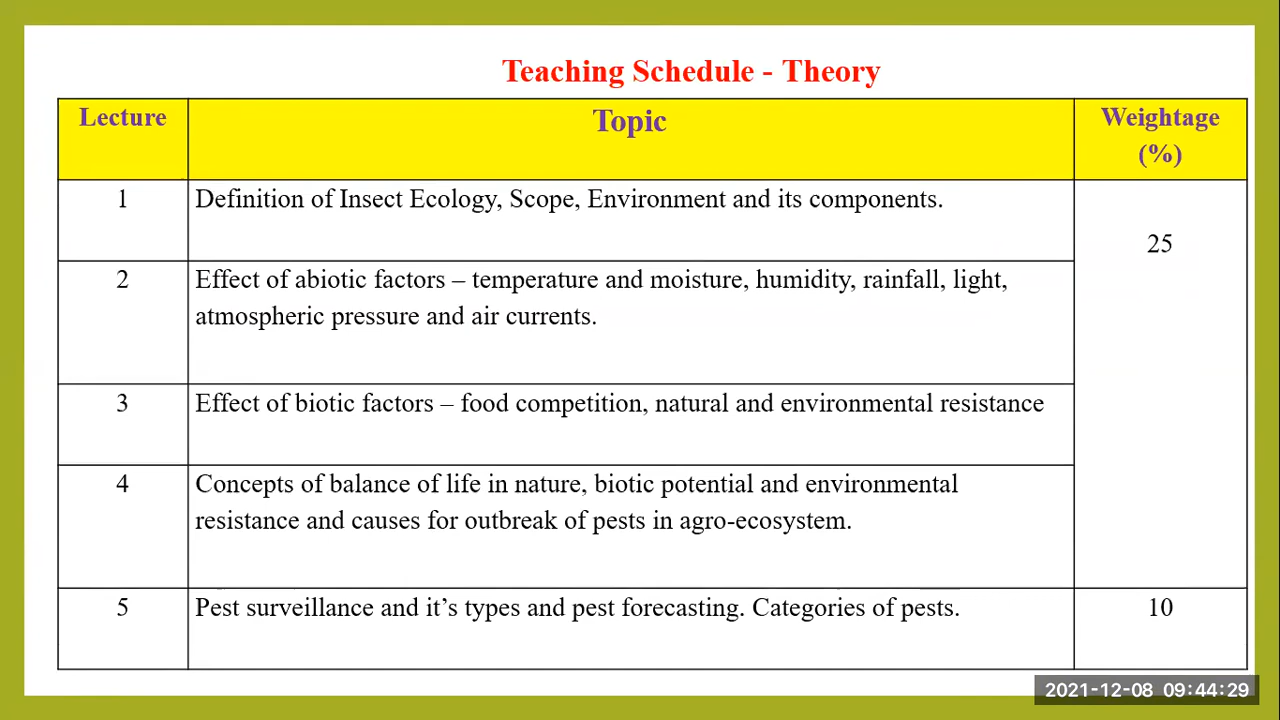 Teaching Schedule - Theory
Lecture
Topic
Weightage
(%)
1
Definition of Insect Ecology, Scope, Environment and its components.
25
2
Effect of abiotic factors – temperature and moisture, humidity, rainfall, light,
atmospheric pressure and air currents.
3
Effect of biotic factors – food competition, natural and environmental resistance
4
Concepts of balance of life in nature, biotic potential and environmental
resistance and causes for outbreak of pests in agro-ecosystem.
5
Pest surveillance and it’s types and pest forecasting. Categories of pests.
10
2021-12-08 09:44:29